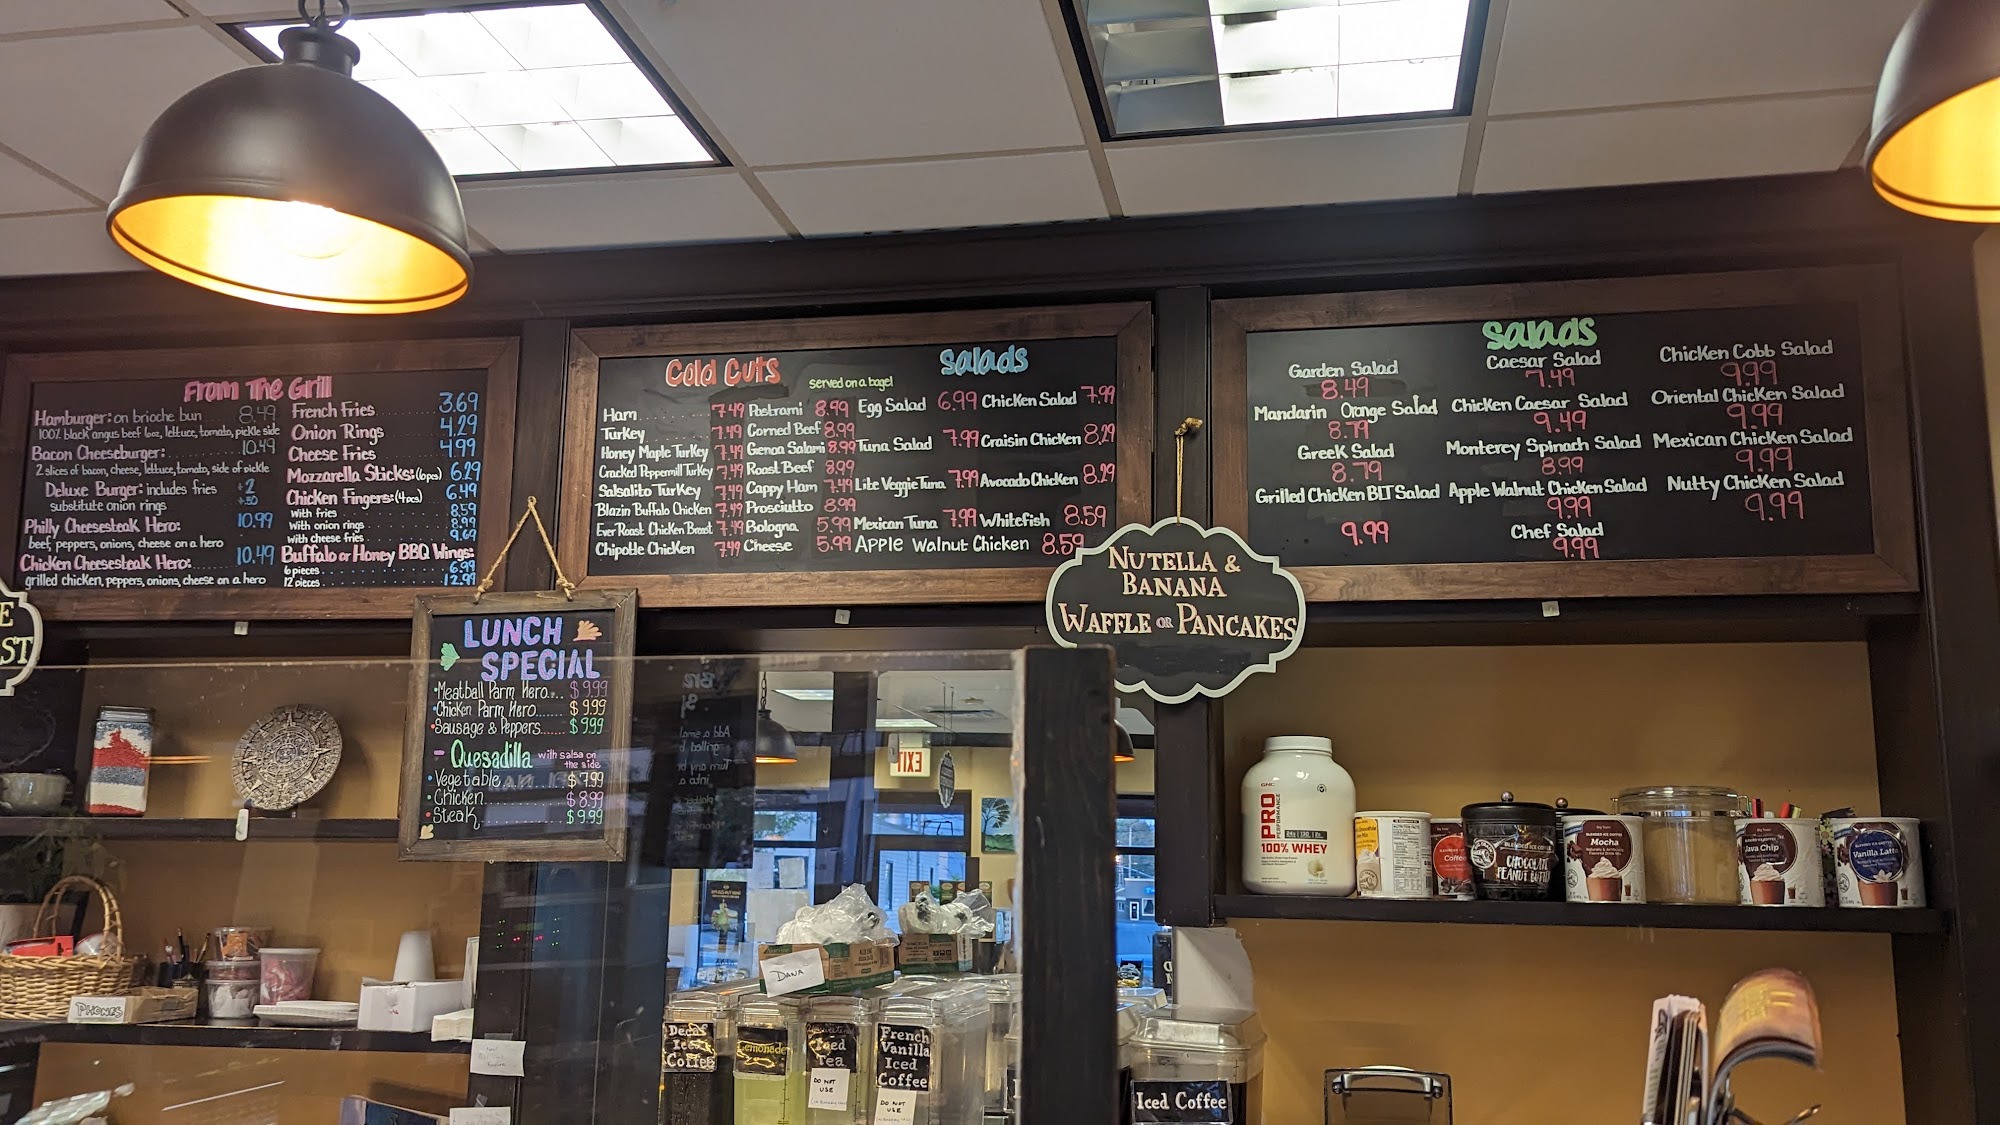 From The Grill
Hamburger: on brioche bun 8.49
100% black angus beef 6oz, lettuce, tomato, pickle side
Bacon Cheeseburger: 10.49
2 slices of bacon, cheese, lettuce, tomato, side of pickle
Deluxe Burger: includes fries +2
substitute onion rings +.50
Philly Cheesesteak Hero: 10.99
beef, peppers, onions, cheese on a hero
Chicken Cheesesteak Hero: 10.49
grilled chicken, peppers, onions, cheese on a hero
French Fries 3.69
Onion Rings 4.29
Cheese Fries 4.99
Mozzarella Sticks: (6pcs) 6.29
Chicken Fingers: (4pcs) 6.49
With fries 8.59
With onion rings 8.99
With cheese fries 9.69
Buffalo or Honey BBQ Wings:
6 pieces 6.99
12 pieces 12.99
Cold Cuts
served on a bagel
Ham 7.49
Turkey 7.49
Honey Maple Turkey 7.49
Cracked Peppermill Turkey 7.49
Salsalito Turkey 7.49
Blazin Buffalo Chicken 7.49
Ever Roast Chicken Breast 7.49
Chipotle Chicken 7.49
Pastrami 8.99
Corned Beef 8.99
Genoa Salami 8.99
Roast Beef 8.99
Cappy Ham 7.49
Prosciutto 8.99
Bologna 5.99
Cheese 5.99
Salads
Egg Salad 6.99
Tuna Salad 7.99
Lite Veggie Tuna 7.99
Mexican Tuna 7.99
Apple Walnut Chicken 8.59
Chicken Salad 7.99
Craisin Chicken 8.29
Avocado Chicken 8.29
Whitefish 8.59
Salads
Garden Salad
8.49
Mandarin Orange Salad
8.79
Greek Salad
8.79
Grilled Chicken BLT Salad
9.99
Caesar Salad
7.49
Chicken Caesar Salad
9.49
Monterey Spinach Salad
8.99
Apple Walnut Chicken Salad
9.99
Chef Salad
9.99
Chicken Cobb Salad
9.99
Oriental Chicken Salad
9.99
Mexican Chicken Salad
9.99
Nutty Chicken Salad
9.99
NUTELLA &
BANANA
WAFFLE OR PANCAKES
E
ST
LUNCH
SPECIAL
• Meatball Parm Hero... $ 9.99
• Chicken Parm Hero....... $ 9.99
• Sausage & Peppers...... $ 9.99
- Quesadilla with salsa on
the side
• Vegetable........ $ 7.99
• Chicken........ $ 8.99
• Steak........ $ 9.99
EXIT
GNC
PRO
PERFORMANCE
100% WHEY
Coffee
BLENDED ICE COFFEE
CHOCOLATE
PEANUT BUTTER
BLENDED ICE COFFEE
Mocha
Java Chip
Vanilla Latte
PHONES
DANA
Decaf
Iced
Coffee
Lemonade
Iced
Tea
DO NOT
USE
French
Vanilla
Iced
Coffee
DO NOT
USE
Iced Coffee